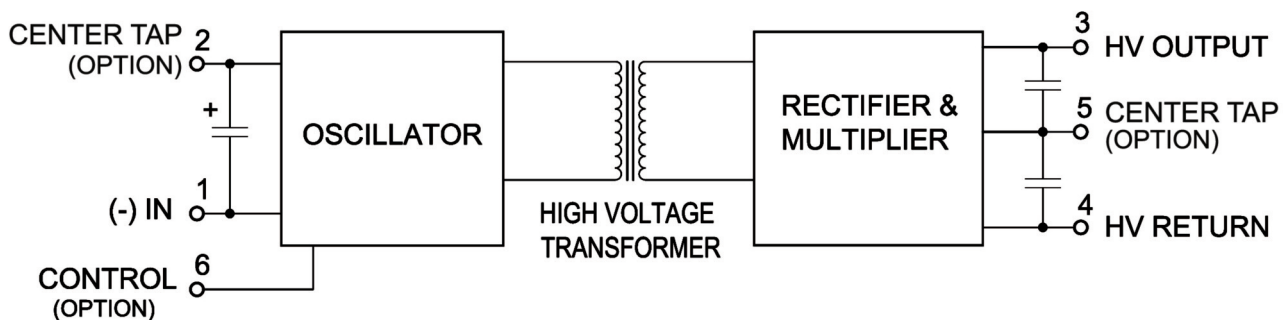 CENTER TAP 2
(OPTION)
+
OSCILLATOR
1
(-) IN
6
CONTROL
(OPTION)
HIGH VOLTAGE
TRANSFORMER
RECTIFIER &
MULTIPLIER
3
HV OUTPUT
5
CENTER TAP
(OPTION)
4
HV RETURN